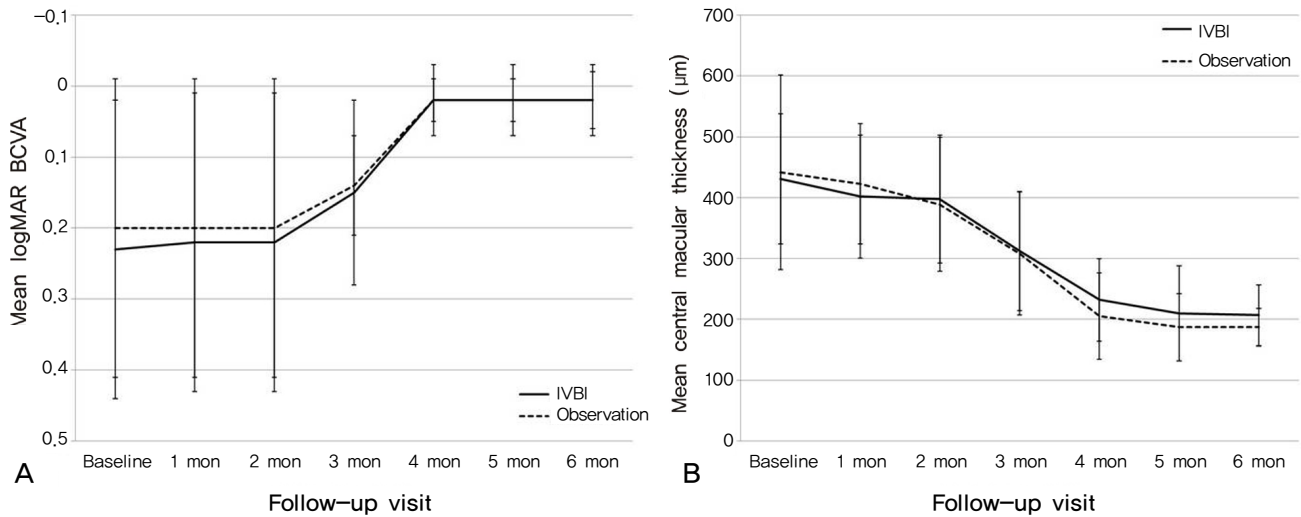 -0.1
0
0.1
0.2
0.3
0.4
0.5
Mean logMAR BCVA
IVBI
Observation
Baseline 1 mon 2 mon 3 mon 4 mon 5 mon 6 mon
A
Follow-up visit
700
600
500
400
300
200
100
0
Mean central macular thickness (μm)
IVBI
Observation
Baseline 1 mon 2 mon 3 mon 4 mon 5 mon 6 mon
B
Follow-up visit